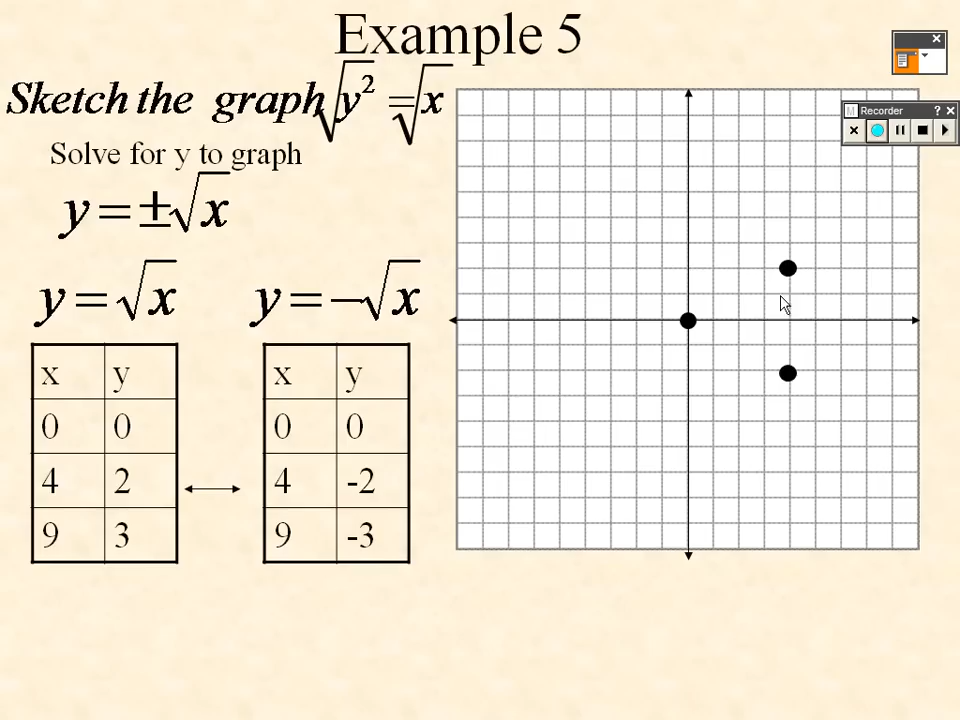 Example 5
Sketch the graph √y² = √x
Solve for y to graph
y = ±√x
y = √x y = −√x
x y x y
0 0 0 0
4 2 4 -2
9 3 9 -3
Recorder